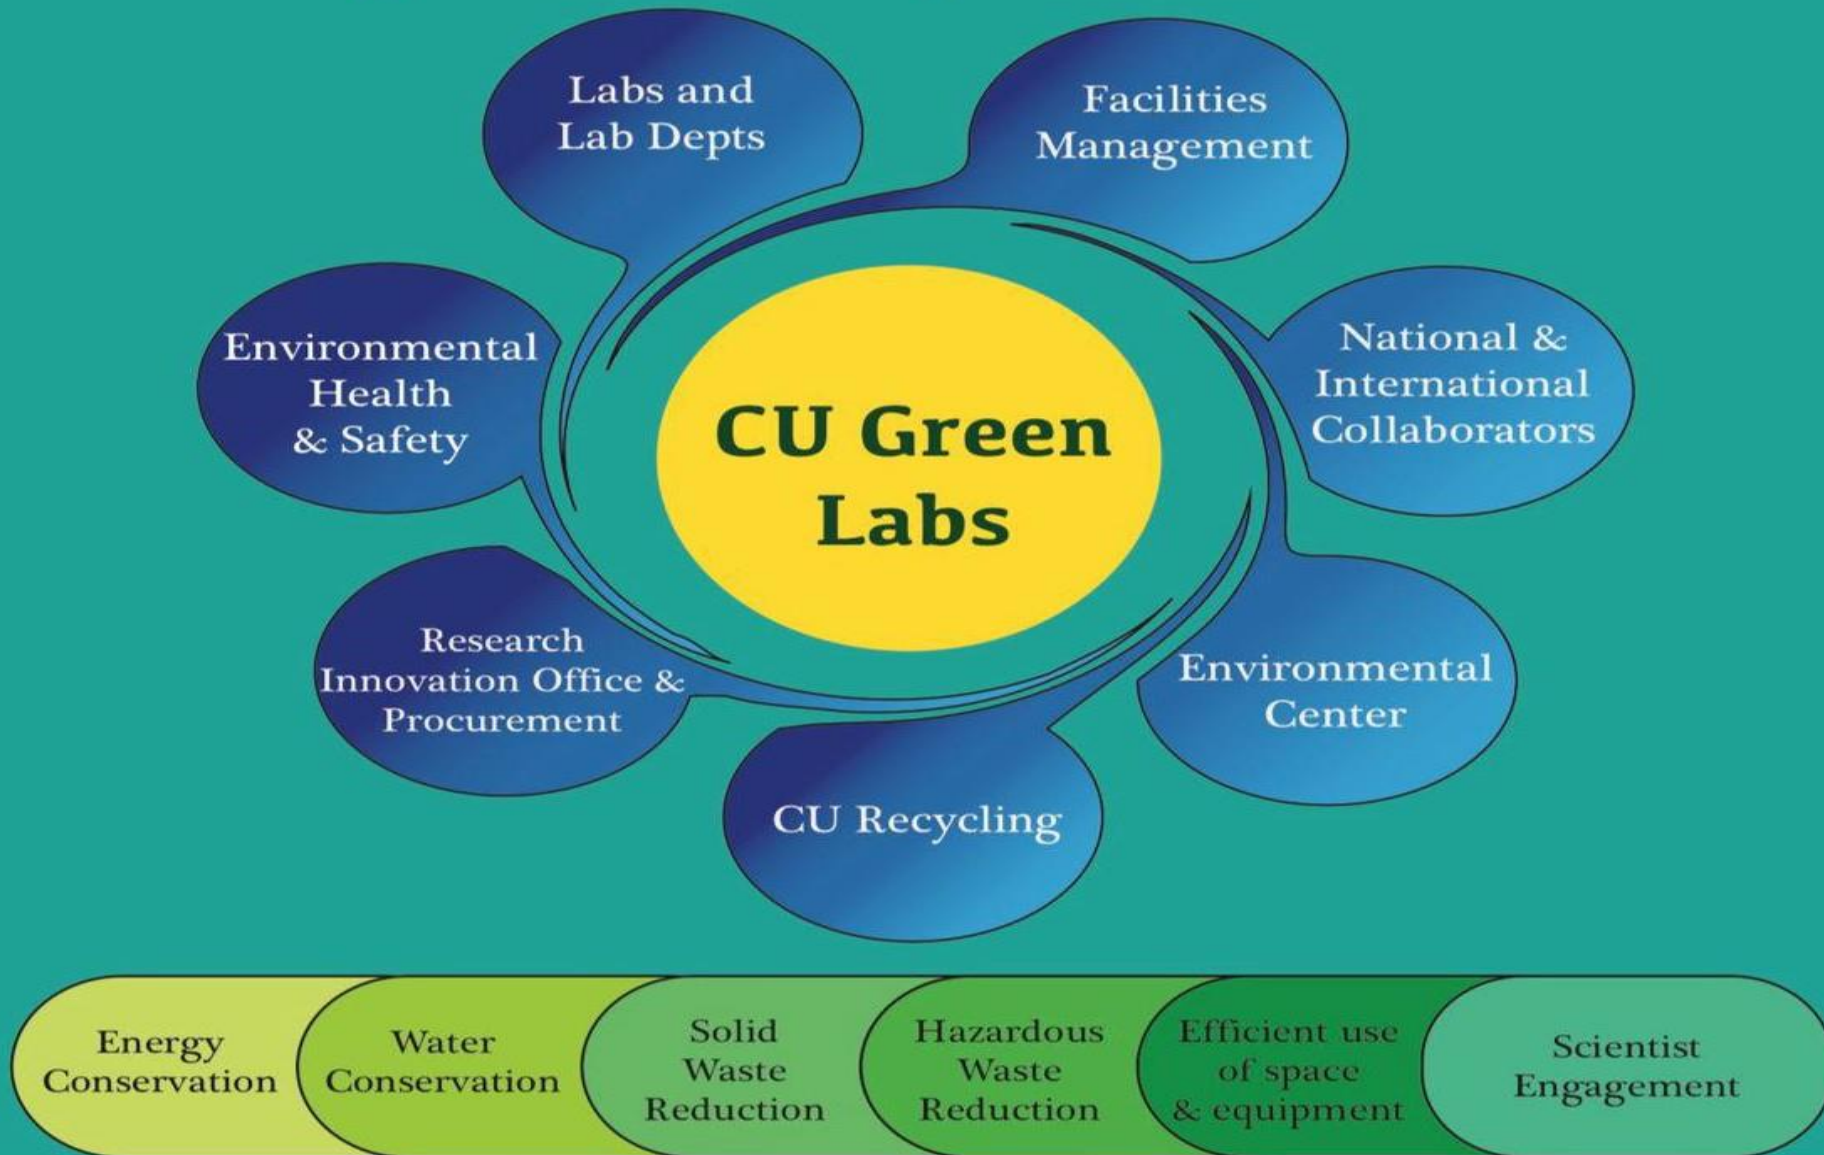 Labs and
Lab Depts
Facilities
Management
Environmental
Health
& Safety
National &
International
Collaborators
CU Green
Labs
Research
Innovation Office &
Procurement
Environmental
Center
CU Recycling
Energy
Conservation
Water
Conservation
Solid
Waste
Reduction
Hazardous
Waste
Reduction
Efficient use
of space
& equipment
Scientist
Engagement